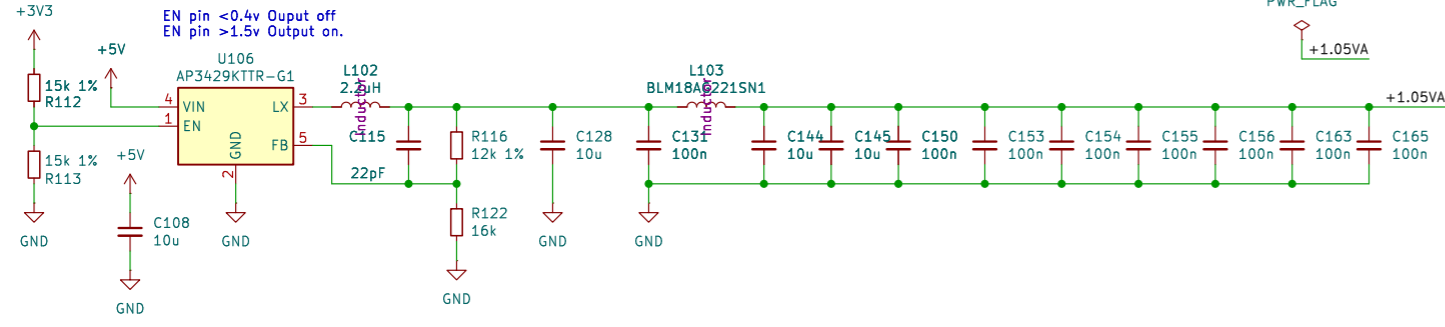 PWR_FLAG
+3V3
EN pin <0.4v Ouput off
EN pin >1.5v Output on.
+5V
U106
AP3429KTTR-G1
L102
2.2uH
Inductor
L103
BLM18AG221SN1
Inductor
+1.05VA
+1.05VA
15k 1%
R112
4
VIN
LX
3
1
EN
GND
FB
5
2
C115
22pF
R116
12k 1%
C128
10u
C131
100n
C144
10u
C145
10u
C150
100n
C153
100n
C154
100n
C155
100n
C156
100n
C163
100n
C165
100n
15k 1%
R113
+5V
R122
16k
C108
10u
GND
GND
GND
GND
GND
GND